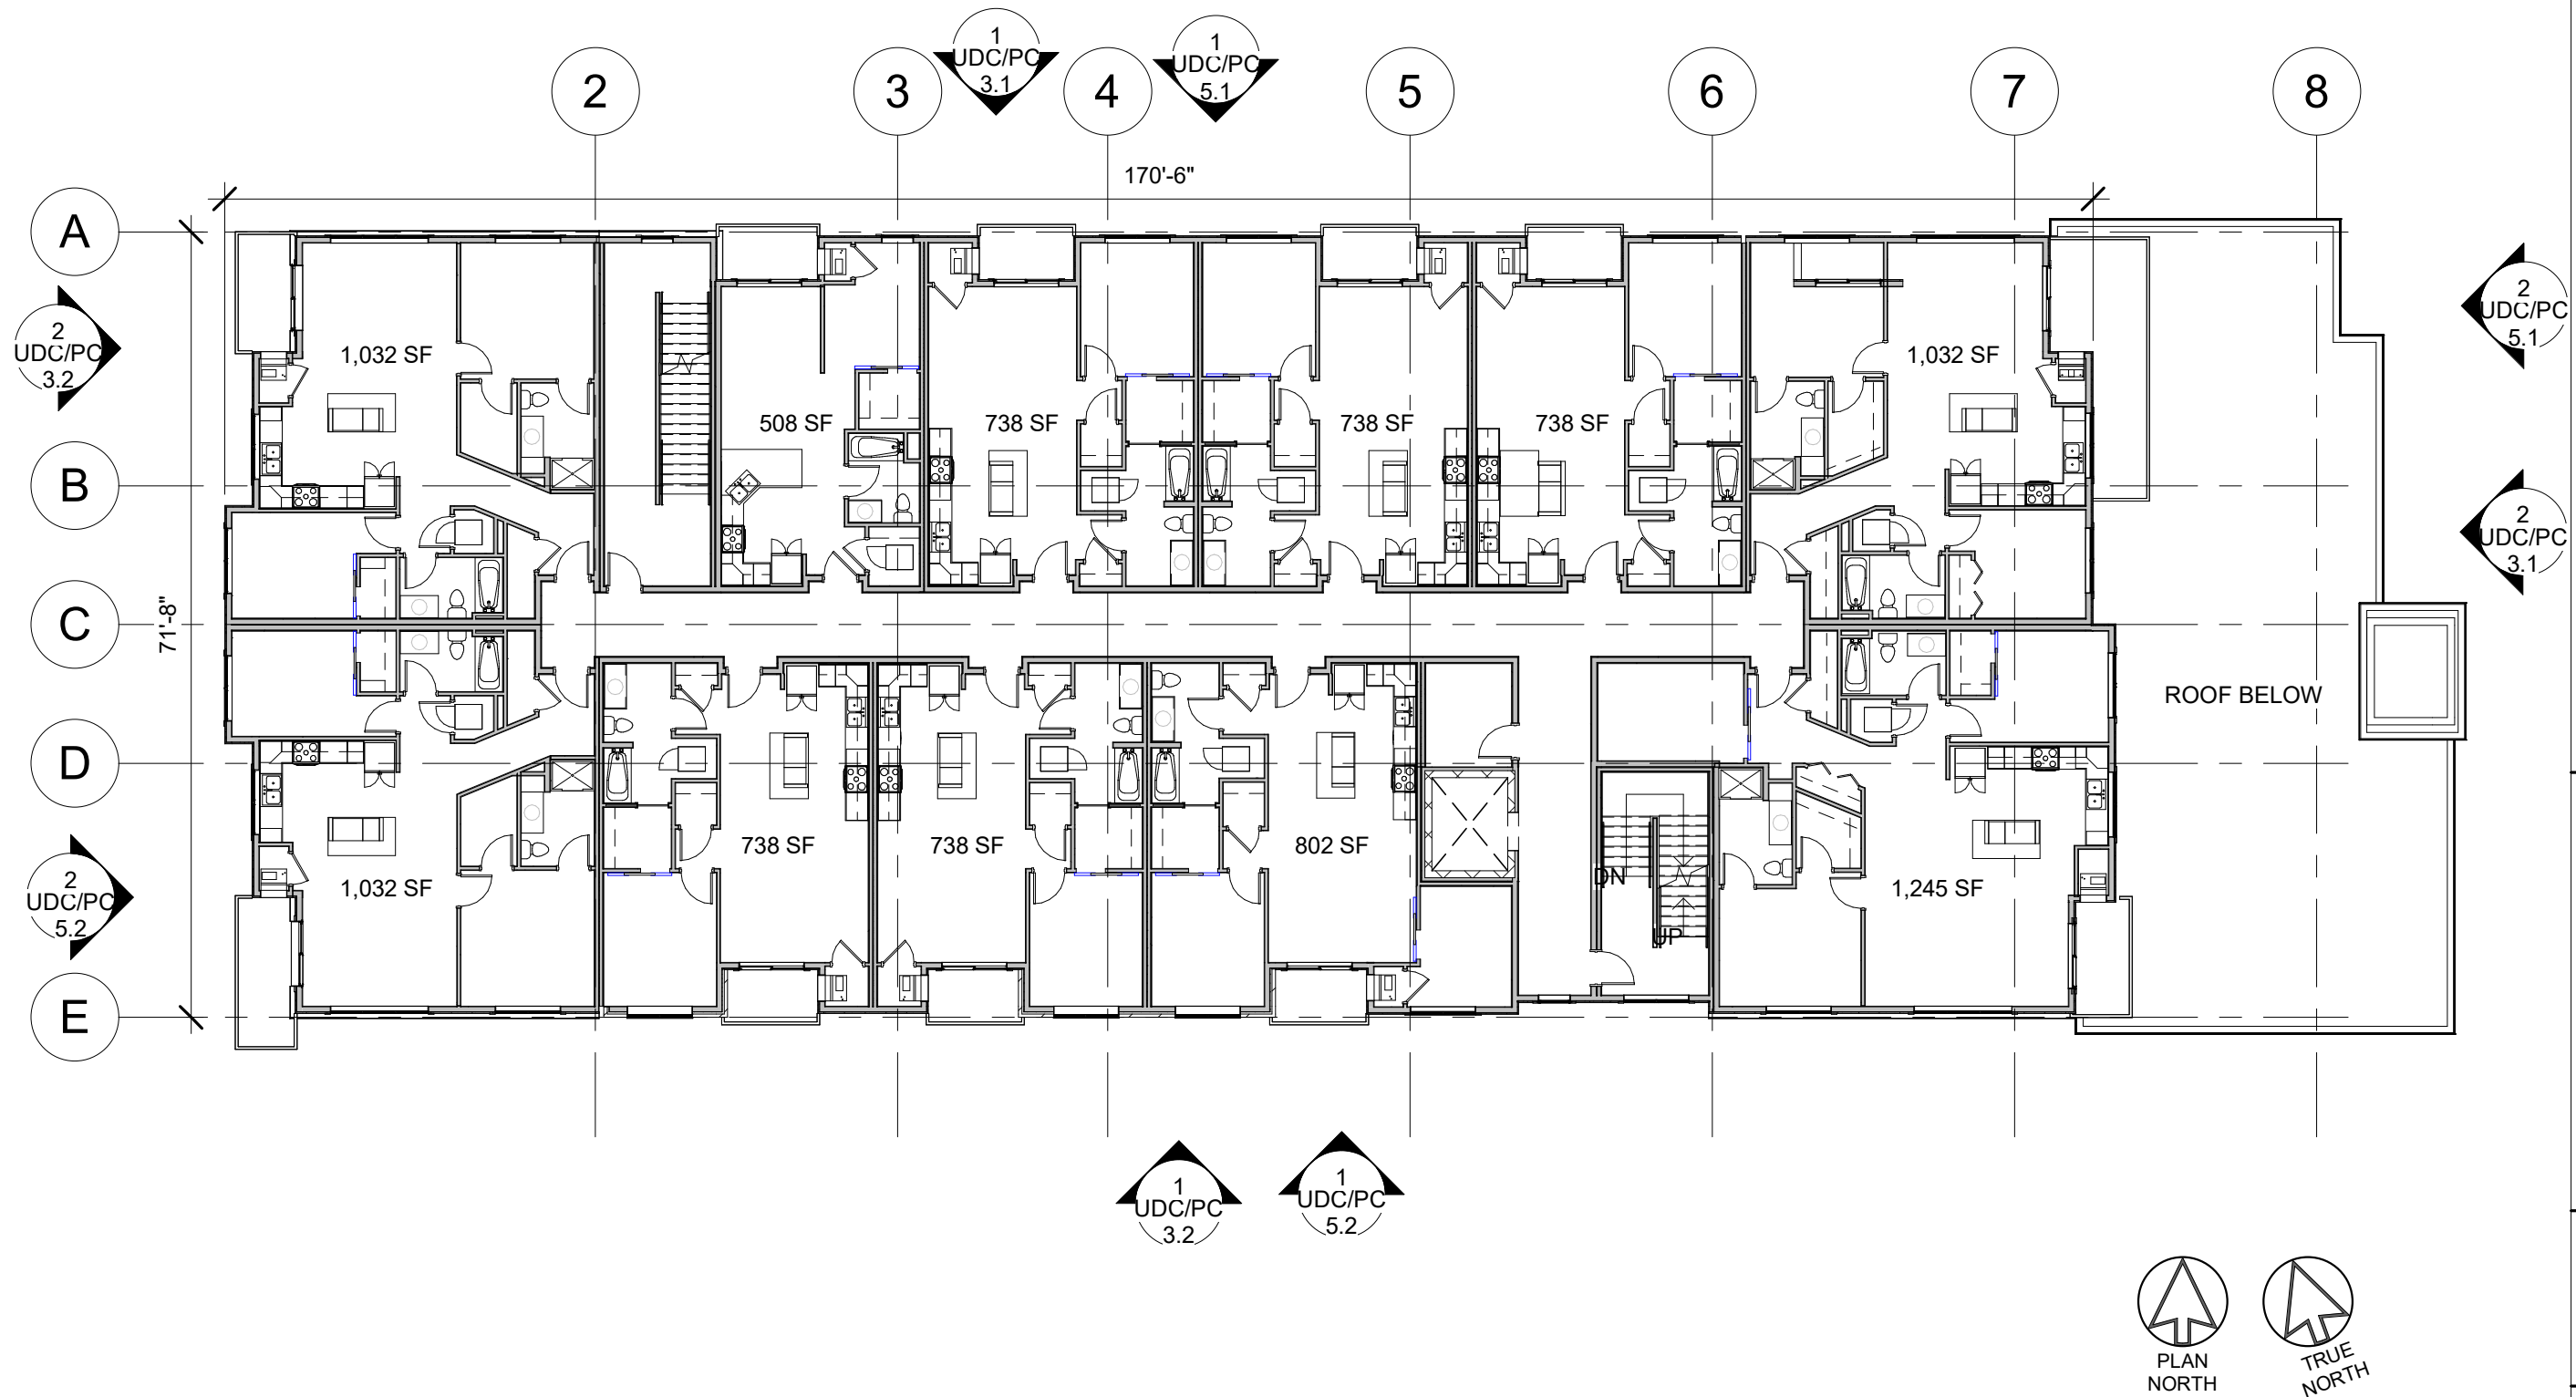 1
UDC/PC
3.1
1
UDC/PC
5.1
2
3
4
5
6
7
8
170'-6"
A
B
C
D
E
71'-8"
2
UDC/PC
3.2
2
UDC/PC
5.1
1,032 SF
1,032 SF
508 SF
738 SF
738 SF
738 SF
2
UDC/PC
3.1
ROOF BELOW
738 SF
738 SF
802 SF
1,032 SF
1,245 SF
DN
UP
2
UDC/PC
5.2
1
UDC/PC
3.2
1
UDC/PC
5.2
PLAN
NORTH
TRUE
NORTH